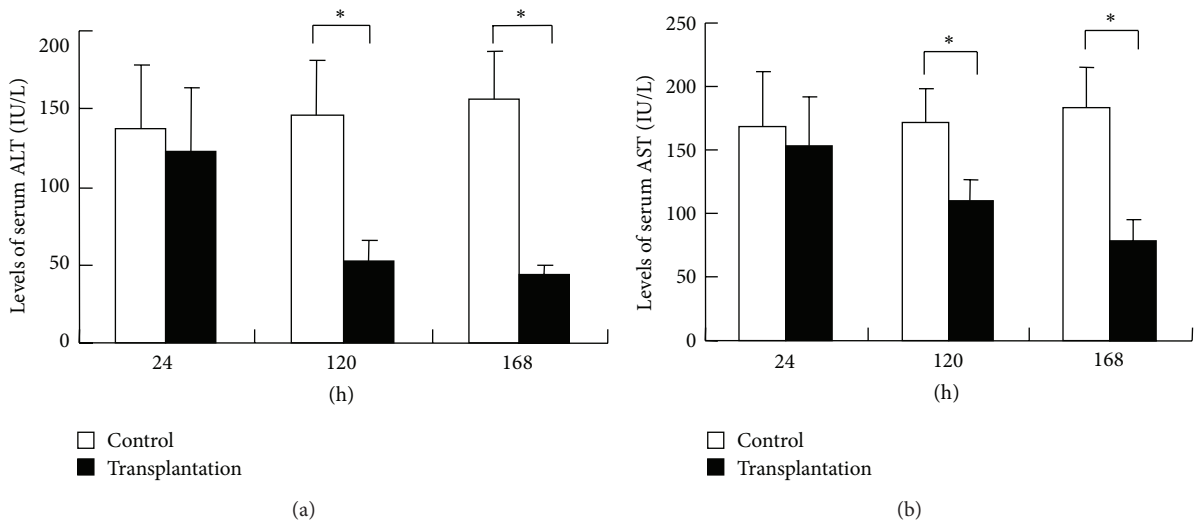 Levels of serum ALT (IU/L)
200
150
100
50
0
*
*
24
120
168
(h)
Control
Transplantation
(a)
Levels of serum AST (IU/L)
250
200
150
100
50
0
*
*
24
120
168
(h)
Control
Transplantation
(b)